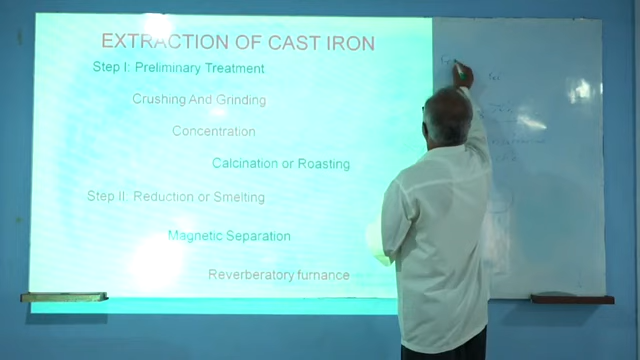 EXTRACTION OF CAST IRON
Step I: Preliminary Treatment
Crushing And Grinding
Concentration
Calcination or Roasting
Step II: Reduction or Smelting
Magnetic Separation
Reverberatory furnance